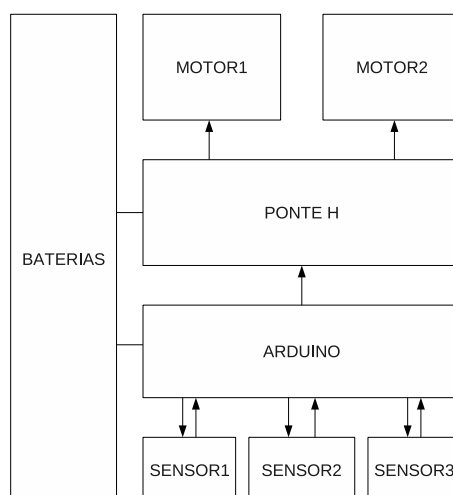 MOTOR1
MOTOR2
PONTE H
BATERIAS
ARDUINO
SENSOR1
SENSOR2
SENSOR3